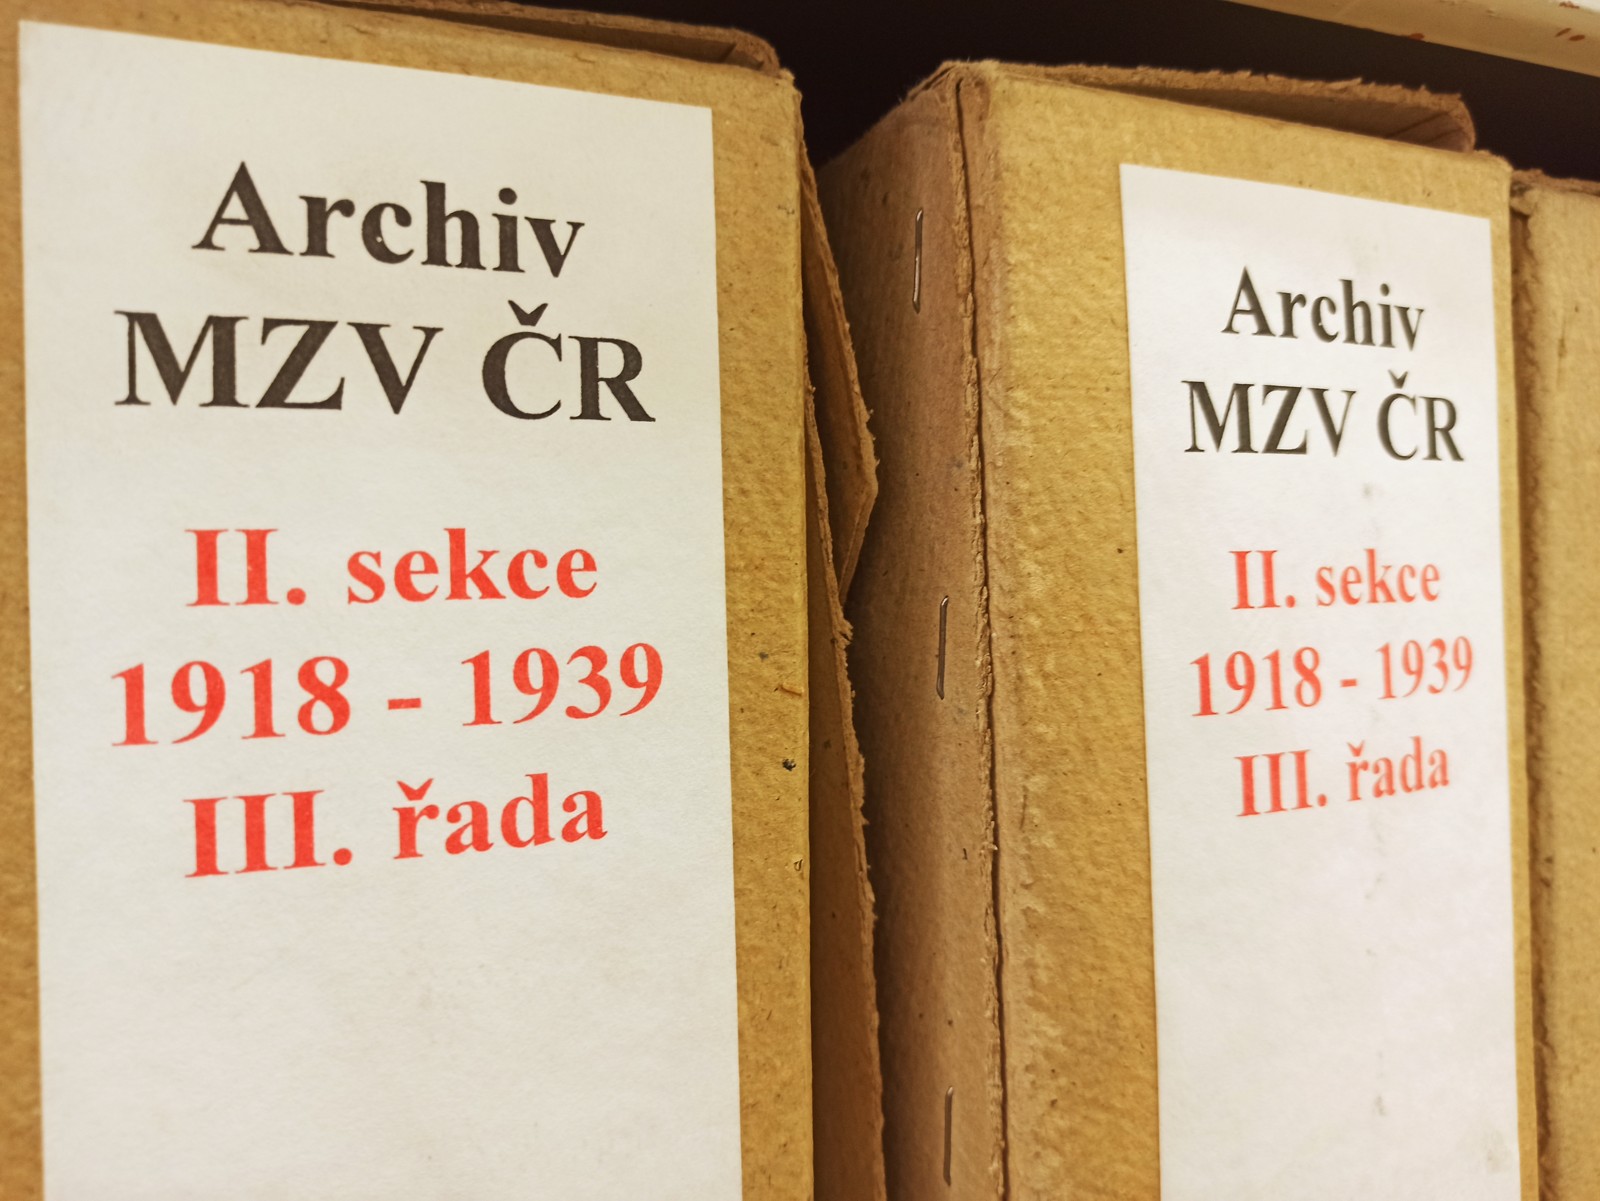 Archiv
MZV ČR
II. sekce
1918 - 1939
III. řada
Archiv
MZV ČR
II. sekce
1918 - 1939
III. řada